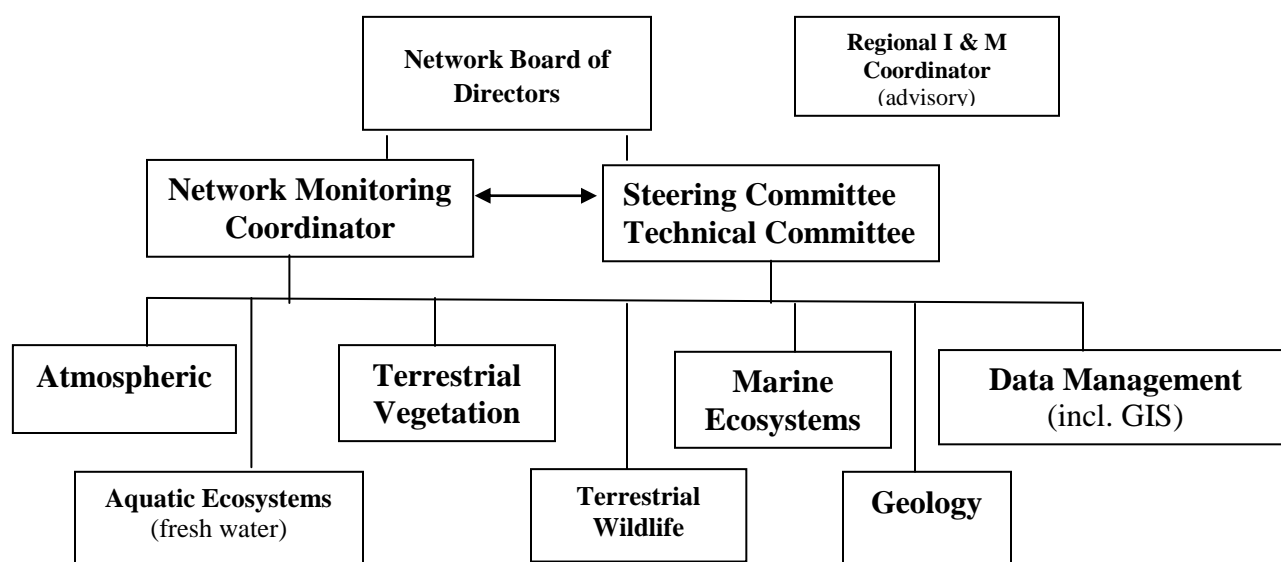 Network Board of
Directors
Regional I & M
Coordinator
(advisory)
Network Monitoring
Coordinator
Steering Committee
Technical Committee
Atmospheric
Terrestrial
Vegetation
Marine
Ecosystems
Data Management
(incl. GIS)
Aquatic Ecosystems
(fresh water)
Terrestrial
Wildlife
Geology